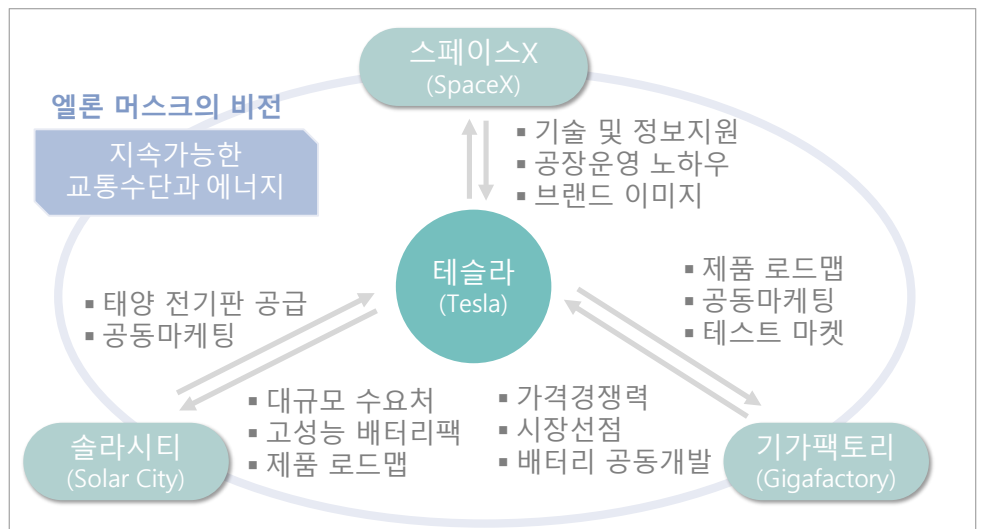 스페이스X
(SpaceX)
엘론 머스크의 비전
지속가능한
교통수단과 에너지
▪ 기술 및 정보지원
▪ 공장운영 노하우
▪ 브랜드 이미지
테슬라
(Tesla)
▪ 제품 로드맵
▪ 공동마케팅
▪ 테스트 마켓
▪ 태양 전기판 공급
▪ 공동마케팅
▪ 대규모 수요처
▪ 고성능 배터리팩
▪ 제품 로드맵
▪ 가격경쟁력
▪ 시장선점
▪ 배터리 공동개발
솔라시티
(Solar City)
기가팩토리
(Gigafactory)